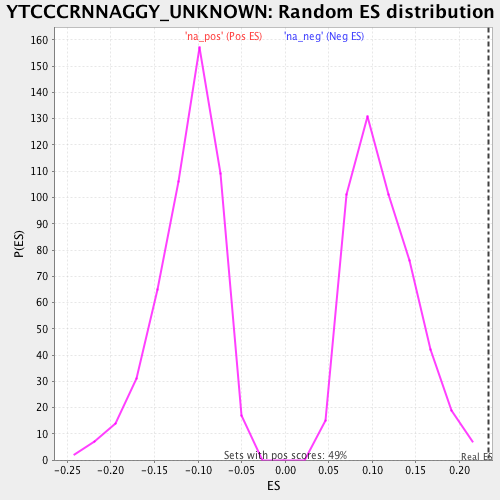 YTCCCRNNAGGY_UNKNOWN: Random ES distribution
'na_pos' (Pos ES) 'na_neg' (Neg ES)
160
150
140
130
120
110
100
90
80
70
60
50
40
30
20
10
0
P(ES)
Sets with pos scores: 49%
Real ES
-0.25 -0.20 -0.15 -0.10 -0.05 0.00 0.05 0.10 0.15 0.20
ES